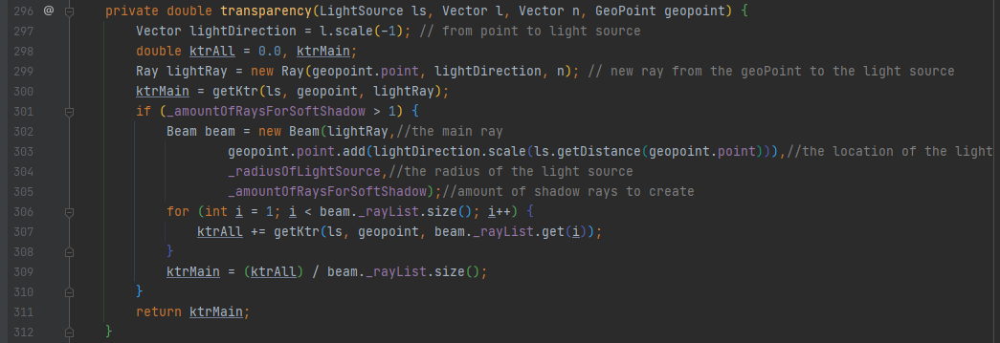 296 @ private double transparency(LightSource ls, Vector l, Vector n, GeoPoint geopoint) {
297 Vector lightDirection = l.scale(-1); // from point to light source
298 double ktrAll = 0.0, ktrMain;
299 Ray lightRay = new Ray(geopoint.point, lightDirection, n); // new ray from the geoPoint to the light source
300 ktrMain = getKtr(ls, geopoint, lightRay);
301 if (_amountOfRaysForSoftShadow > 1) {
302 Beam beam = new Beam(lightRay,//the main ray
303 geopoint.point.add(lightDirection.scale(ls.getDistance(geopoint.point))),//the location of the light
304 _radiusOfLightSource,//the radius of the light source
305 _amountOfRaysForSoftShadow);//amount of shadow rays to create
306 for (int i = 1; i < beam._rayList.size(); i++) {
307 ktrAll += getKtr(ls, geopoint, beam._rayList.get(i));
308 }
309 ktrMain = (ktrAll) / beam._rayList.size();
310 }
311 return ktrMain;
312 }